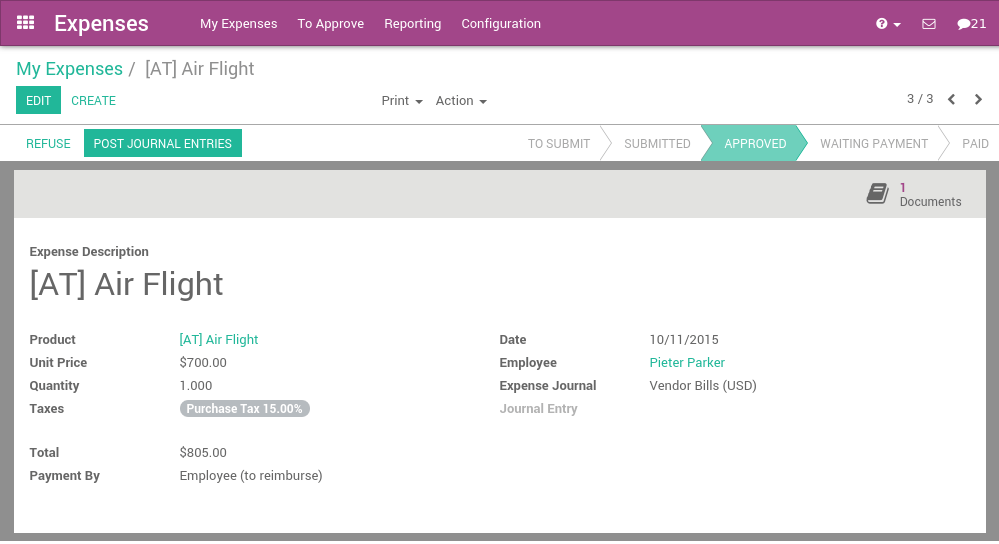 Expenses My Expenses To Approve Reporting Configuration 21
My Expenses / [AT] Air Flight
EDIT CREATE Print Action 3 / 3
REFUSE POST JOURNAL ENTRIES TO SUBMIT SUBMITTED APPROVED WAITING PAYMENT PAID
1
Documents
Expense Description
[AT] Air Flight
Product [AT] Air Flight Date 10/11/2015
Unit Price $700.00 Employee Pieter Parker
Quantity 1.000 Expense Journal Vendor Bills (USD)
Taxes Purchase Tax 15.00% Journal Entry
Total $805.00
Payment By Employee (to reimburse)